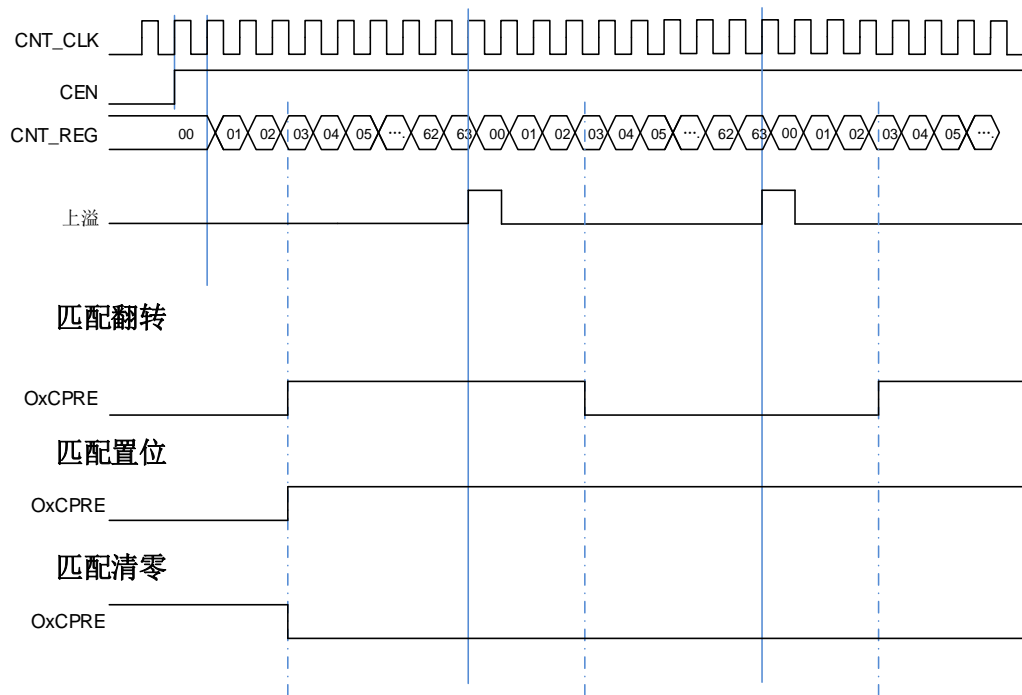 CNT_CLK
CEN
CNT_REG 00 01 02 03 04 05 ···. 62 63 00 01 02 03 04 05 ···. 62 63 00 01 02 03 04 05 ···.
上溢
匹配翻转
OxCPRE
匹配置位
OxCPRE
匹配清零
OxCPRE